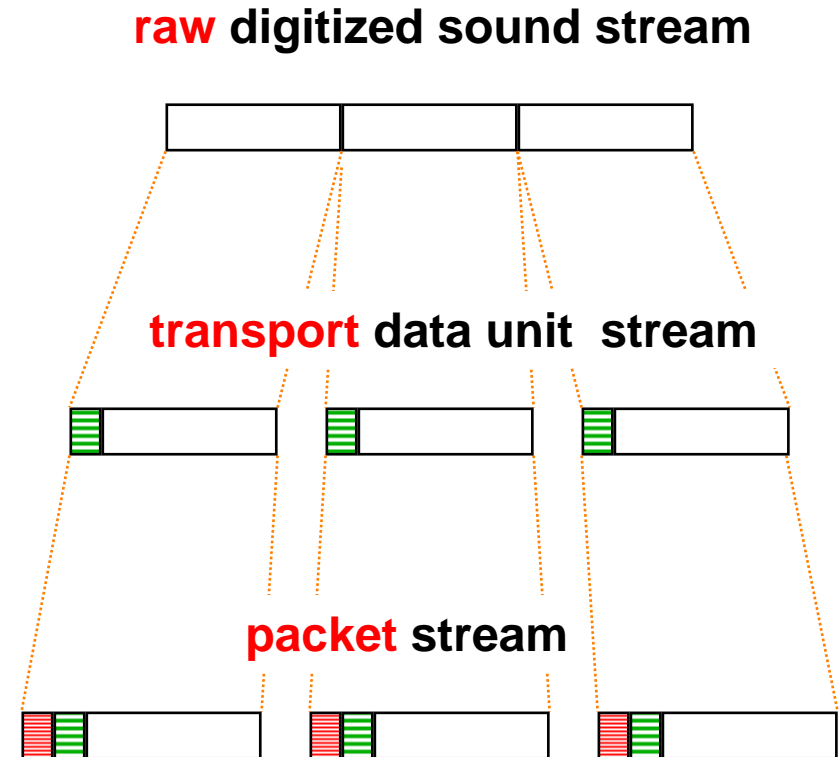 raw digitized sound stream
transport data unit stream
packet stream